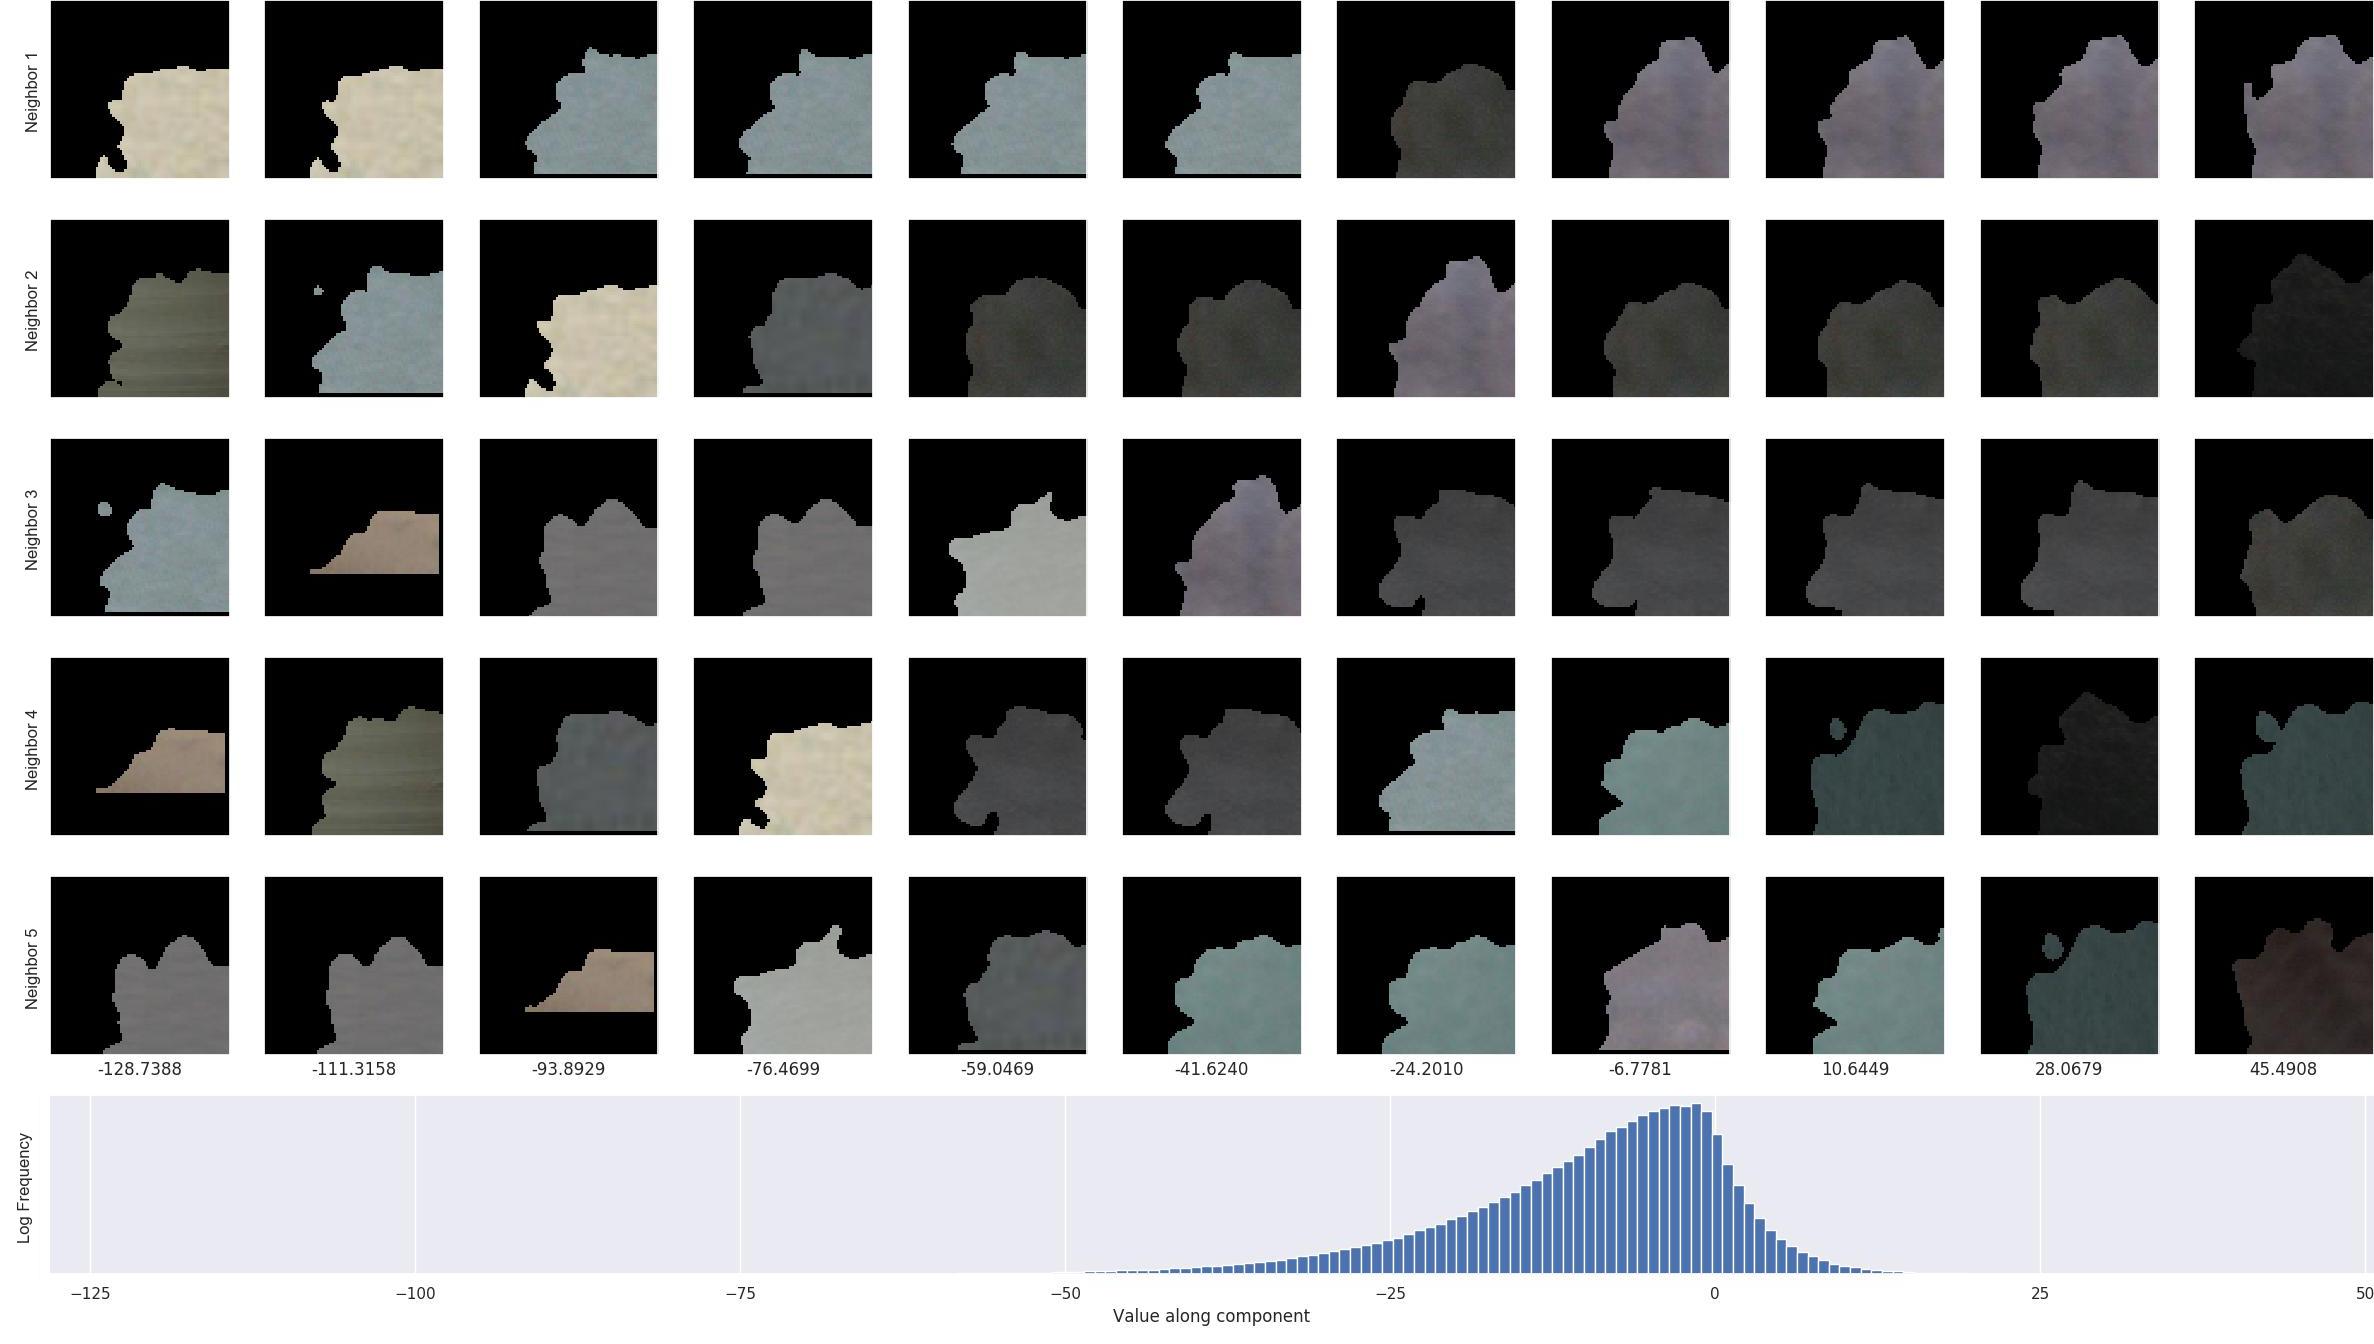 Neighbor 1
Neighbor 2
Neighbor 3
Neighbor 4
Neighbor 5
-128.7388 -111.3158 -93.8929 -76.4699 -59.0469 -41.6240 -24.2010 -6.7781 10.6449 28.0679 45.4908
Log Frequency
−125 −100 −75 −50 −25 0 25 50
Value along component